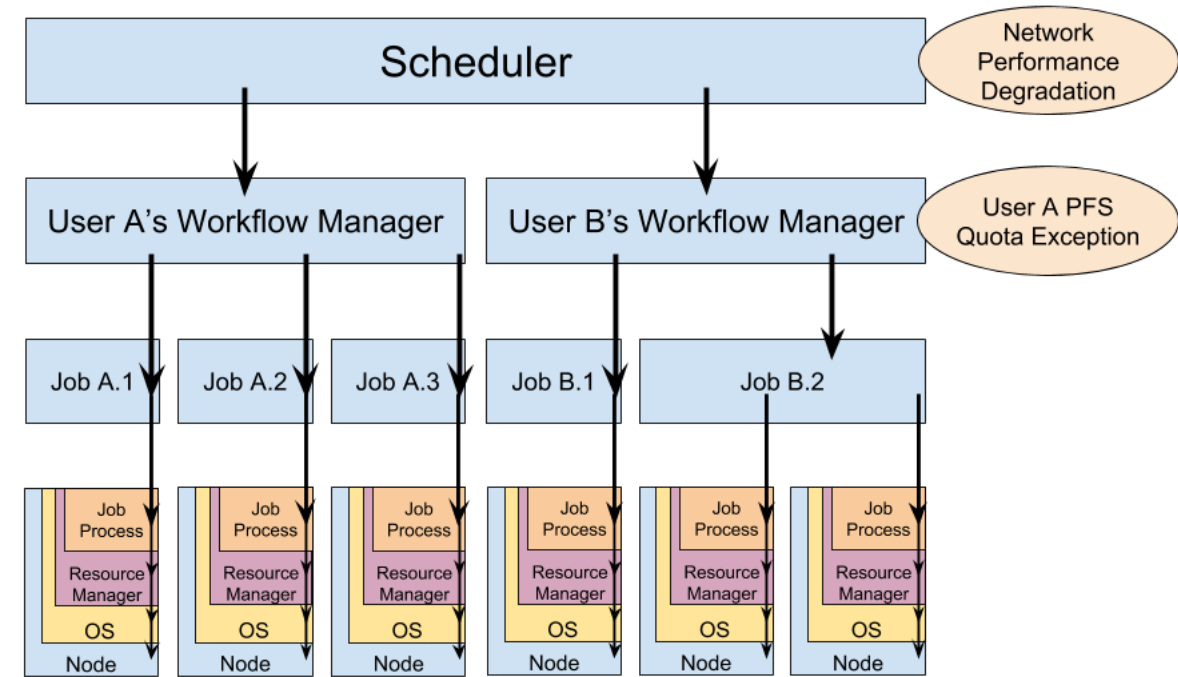 Scheduler
Network
Performance
Degradation
User A's Workflow Manager
User B's Workflow Manager
User A PFS
Quota Exception
Job A.1
Job A.2
Job A.3
Job B.1
Job B.2
Job
Process
Resource
Manager
OS
Node
Job
Process
Resource
Manager
OS
Node
Job
Process
Resource
Manager
OS
Node
Job
Process
Resource
Manager
OS
Node
Job
Process
Resource
Manager
OS
Node
Job
Process
Resource
Manager
OS
Node